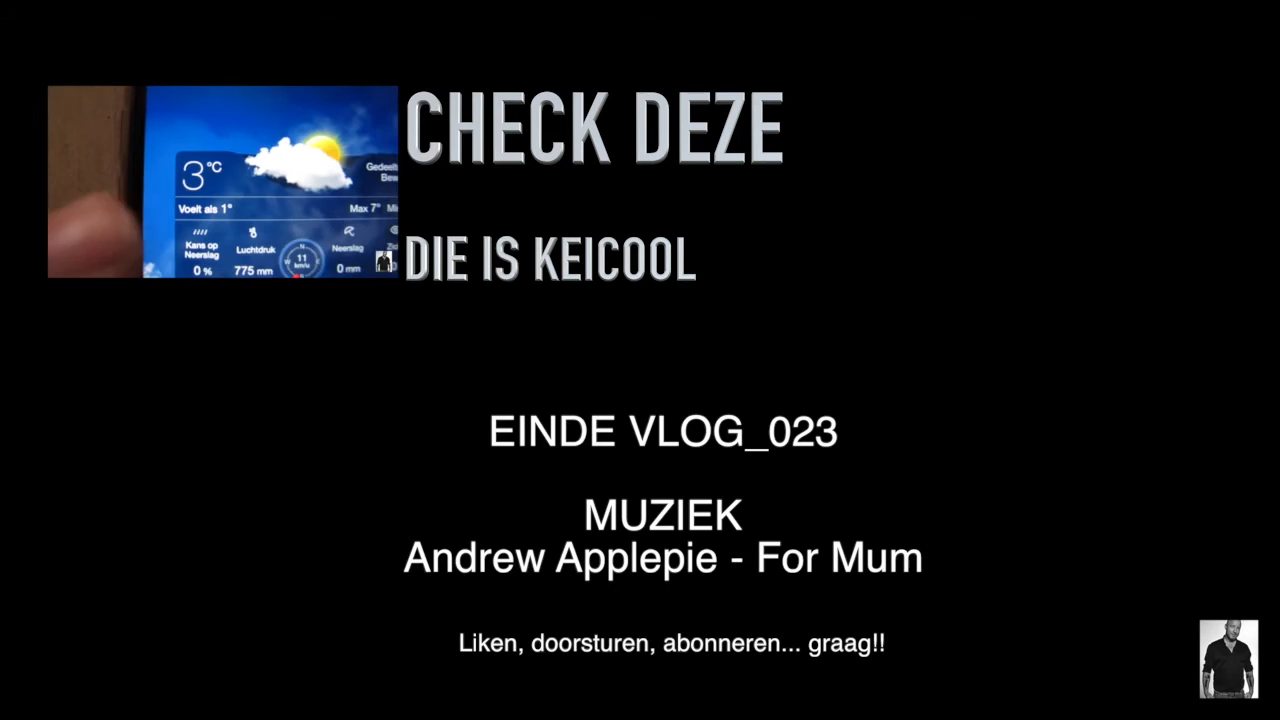 CHECK DEZE
DIE IS KEICOOL
3°C
Voelt als 1°
Max 7°
Kans op
Neerslag
0 %
Luchtdruk
775 mm
N
W
11
km/u
Neerslag
0 mm
EINDE VLOG_023
MUZIEK
Andrew Applepie - For Mum
Liken, doorsturen, abonneren... graag!!